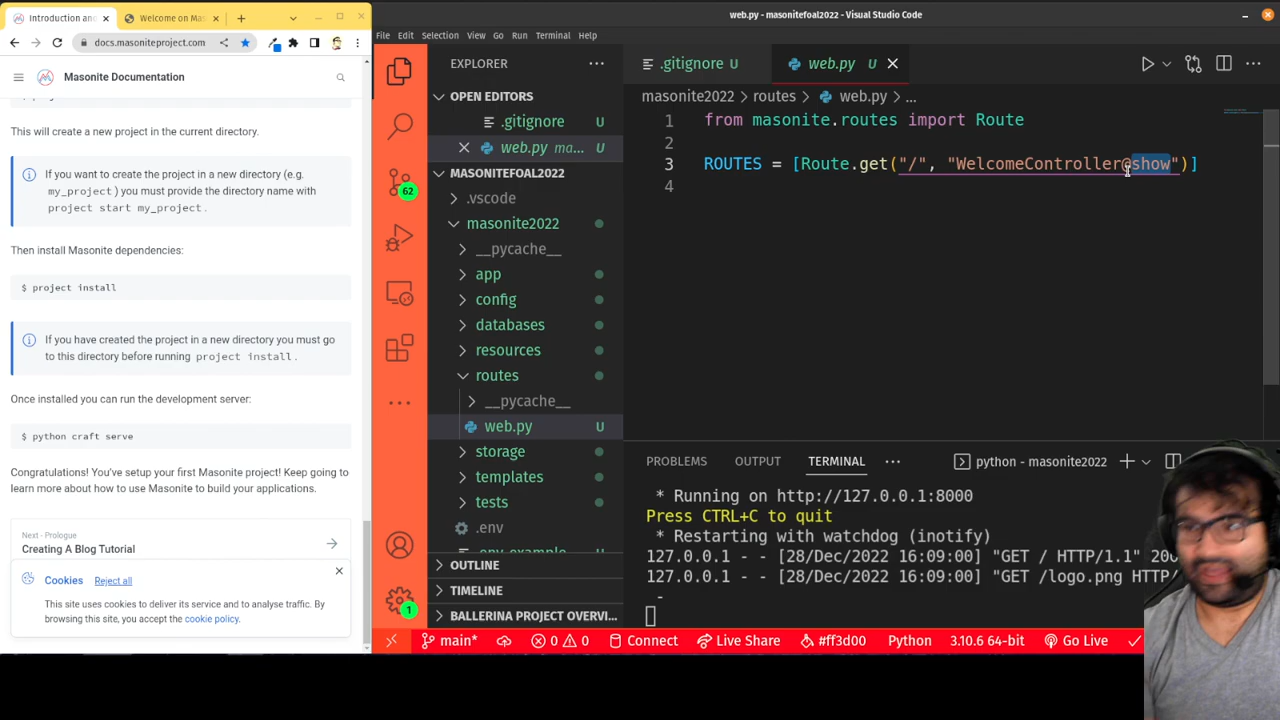 Introduction an
Welcome on Mas
docs.masoniteproject.com
Masonite Documentation
This will create a new project in the current directory.
If you want to create the project in a new directory (e.g.
my_project ) you must provide the directory name with
project start my_project .
Then install Masonite dependencies:
$ project install
If you have created the project in a new directory you must go
to this directory before running project install .
Once installed you can run the development server:
$ python craft serve
Congratulations! You've setup your first Masonite project! Keep going to
learn more about how to use Masonite to build your applications.
Next - Prologue
Creating A Blog Tutorial
Cookies Reject all
This site uses cookies to deliver its service and to analyse traffic. By
browsing this site, you accept the cookie policy.
web.py - masonitefoal2022 - Visual Studio Code
File Edit Selection View Go Run Terminal Help
EXPLORER
OPEN EDITORS
.gitignore U
web.py ma... U
MASONITEFOAL2022
.vscode
masonite2022
__pycache__
app
config
databases
resources
routes
__pycache__
web.py U
storage
templates
tests
.env
OUTLINE
TIMELINE
BALLERINA PROJECT OVERVI...
62
1
.gitignore U
web.py U
masonite2022 > routes > web.py > ...
1 from masonite.routes import Route
2
3 ROUTES = [Route.get("/", "WelcomeController@show")]
4
PROBLEMS OUTPUT TERMINAL python - masonite2022
* Running on http://127.0.0.1:8000
Press CTRL+C to quit
* Restarting with watchdog (inotify)
127.0.0.1 - - [28/Dec/2022 16:09:00] "GET / HTTP/1.1" 200
127.0.0.1 - - [28/Dec/2022 16:09:00] "GET /logo.png HTTP/
-
main* 0 0 Connect Live Share #ff3d00 Python 3.10.6 64-bit Go Live